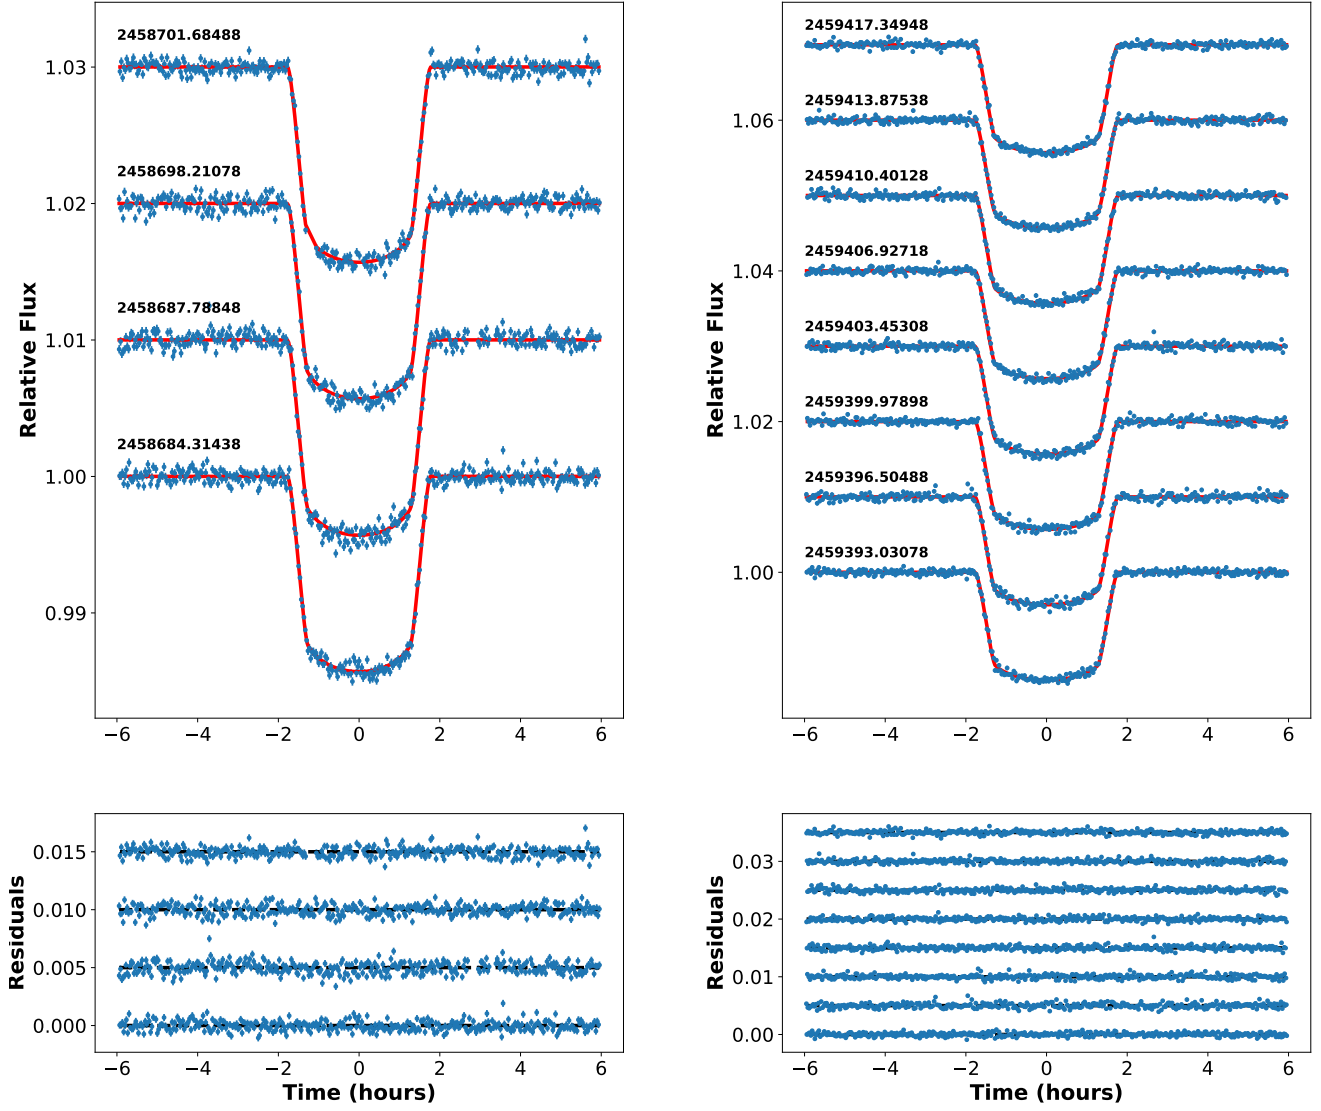 2458701.68488
1.03
2458698.21078
1.02
2458687.78848
1.01
2458684.31438
1.00
0.99
Relative Flux
−6 −4 −2 0 2 4 6
2459417.34948
2459413.87538
1.06
2459410.40128
2459406.92718
1.04
2459403.45308
2459399.97898
1.02
2459396.50488
2459393.03078
1.00
Relative Flux
−6 −4 −2 0 2 4 6
0.015
0.010
0.005
0.000
Residuals
−6 −4 −2 0 2 4 6
Time (hours)
0.03
0.02
0.01
0.00
Residuals
−6 −4 −2 0 2 4 6
Time (hours)